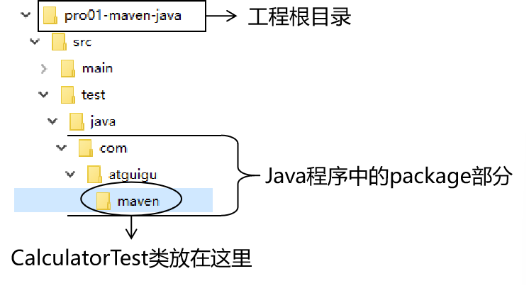 pro01-maven-java
工程根目录
src
main
test
java
com
atguigu
Java程序中的package部分
maven
CalculatorTest类放在这里